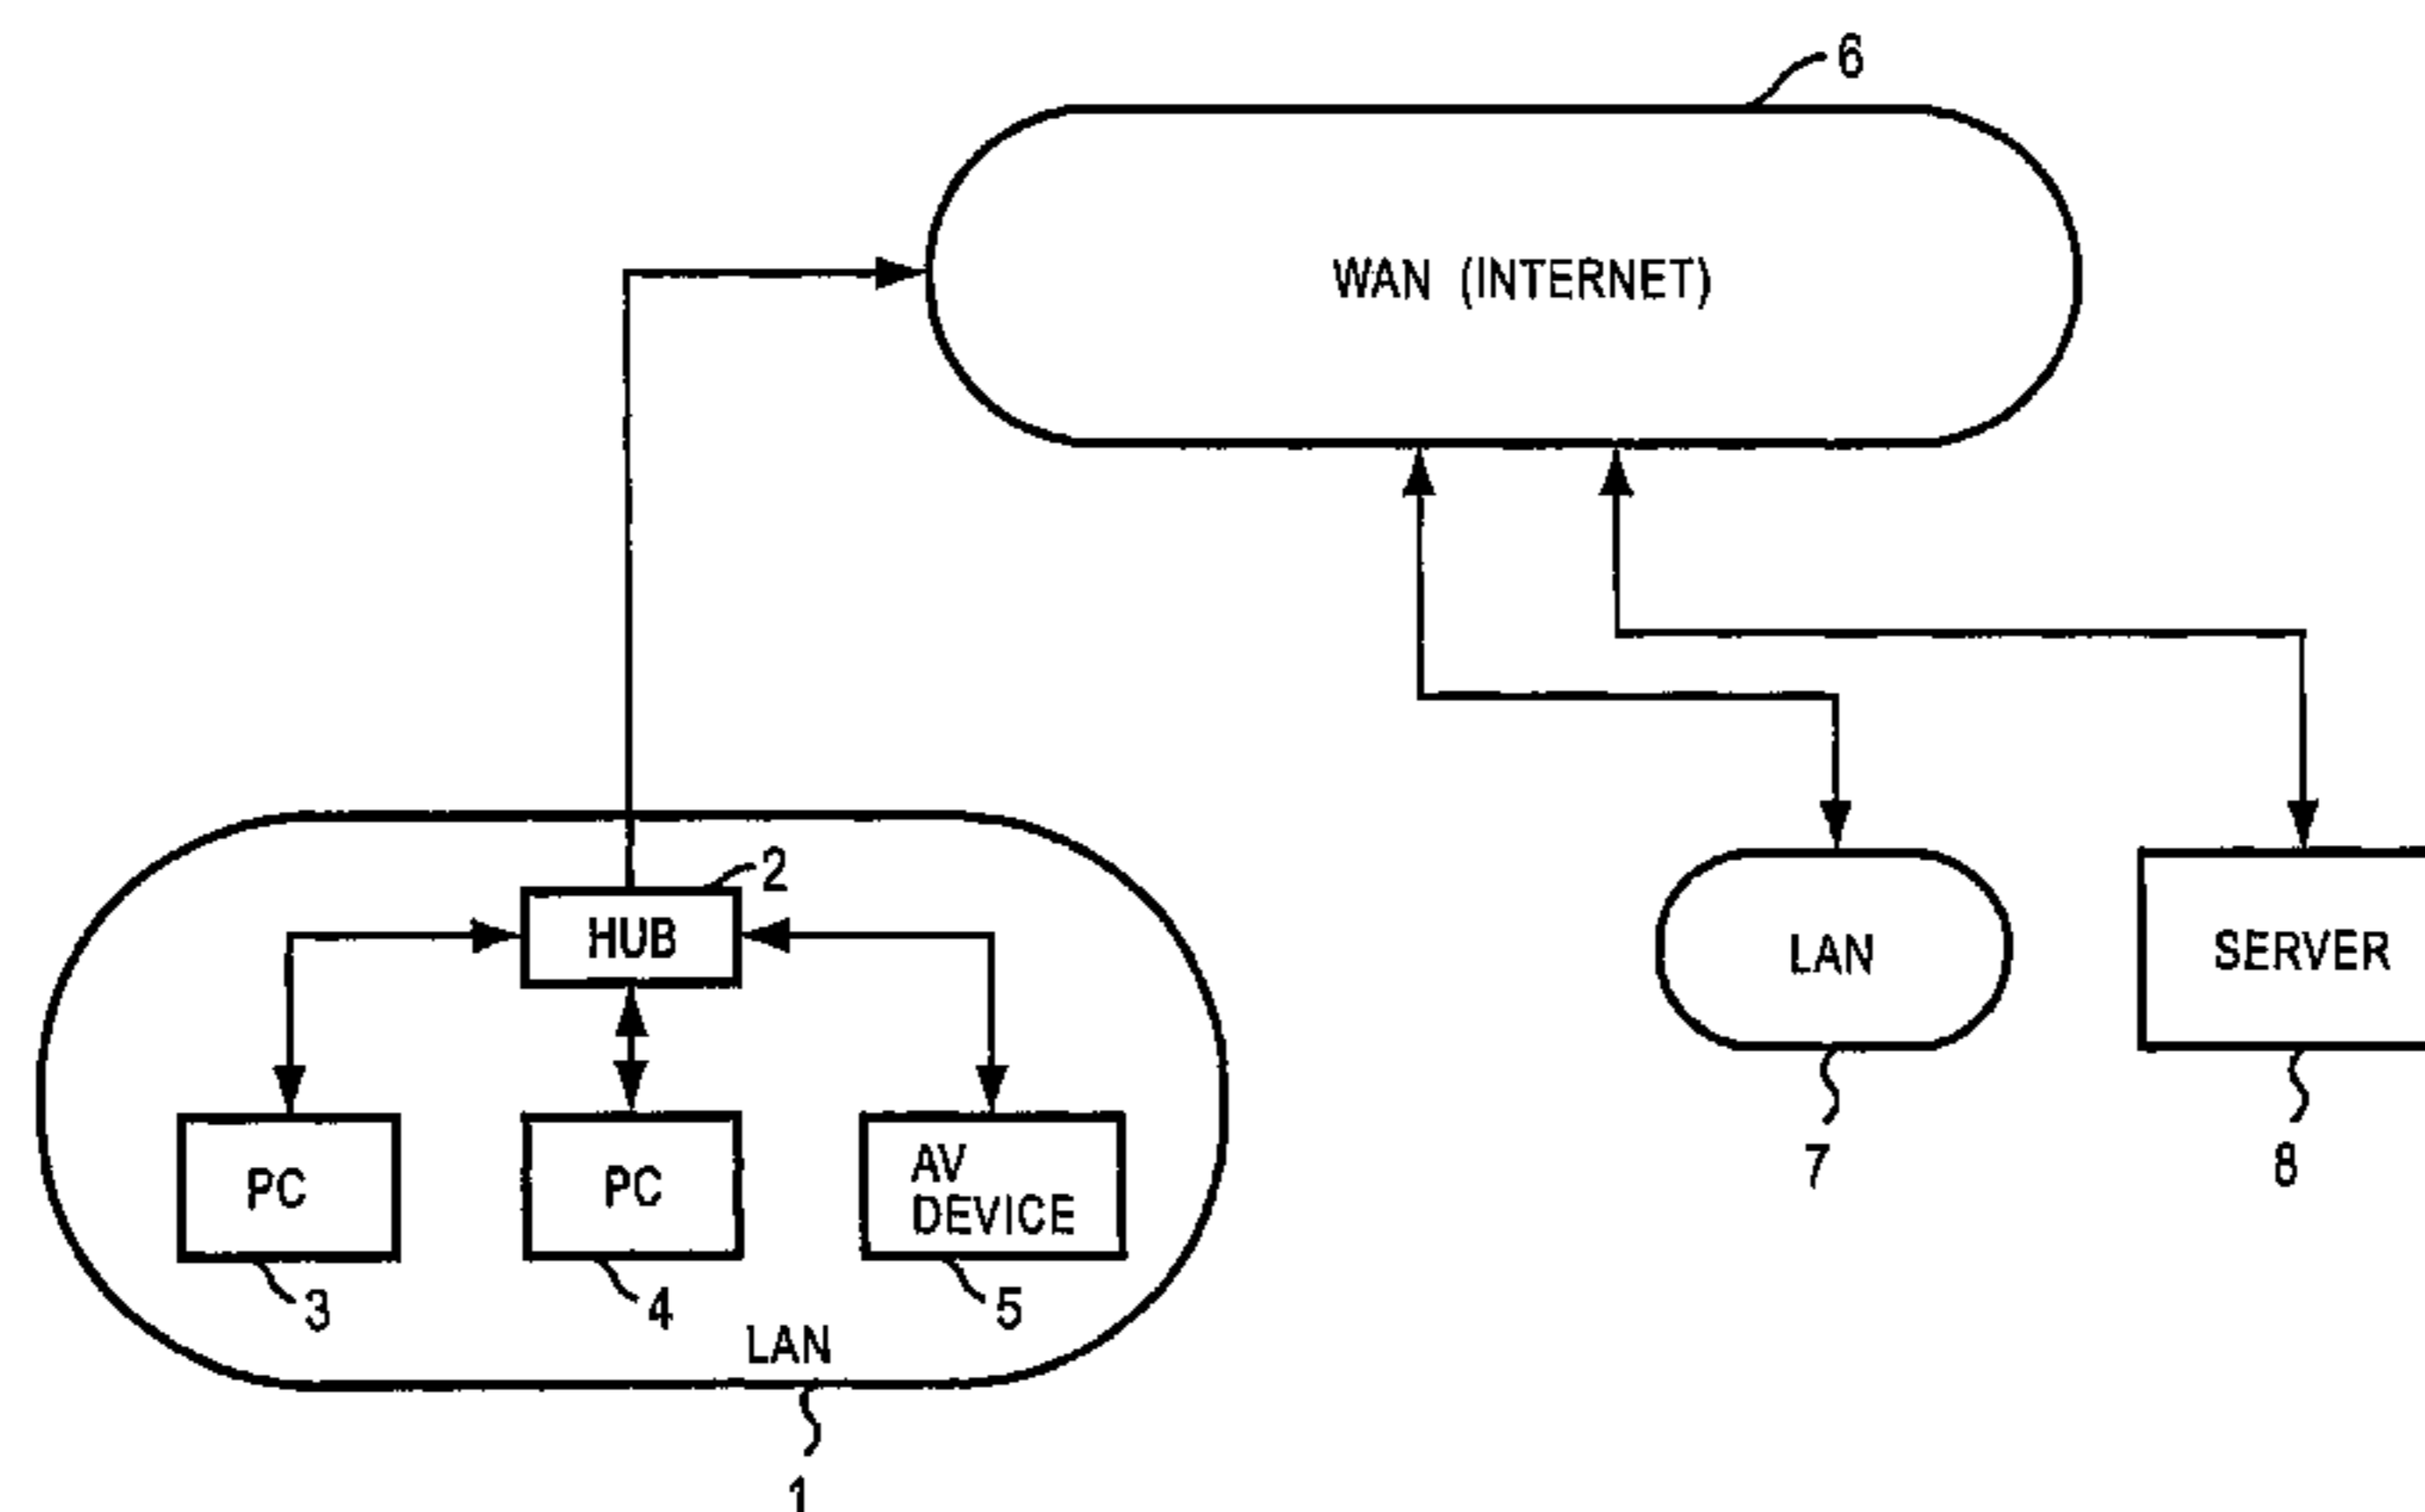 6
WAN (INTERNET)
2
HUB
LAN
SERVER
PC
PC
AV
DEVICE
7
8
3
4
5
LAN
1